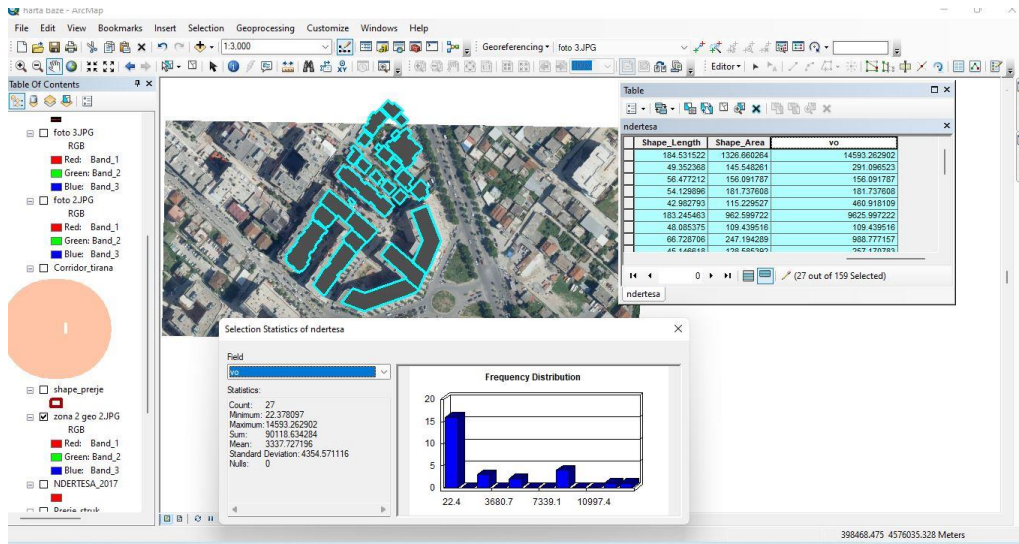 harta baze - ArcMap
File Edit View Bookmarks Insert Selection Geoprocessing Customize Windows Help
1:3,000
Georeferencing foto 3.JPG
Editor
Table Of Contents
foto 3.JPG
RGB
Red: Band_1
Green: Band_2
Blue: Band_3
foto 2.JPG
RGB
Red: Band_1
Green: Band_2
Blue: Band_3
Corridor_tirana
shape_prerje
zona 2 geo 2.JPG
RGB
Red: Band_1
Green: Band_2
Blue: Band_3
NDERTESA_2017
Prerje struk
Table
ndertesa
Shape_Length Shape_Area vo
184.531522 1326.660264 14593.262902
49.352368 145.548261 291.096523
56.477212 156.091787 156.091787
54.129896 181.737608 181.737608
42.982793 115.229527 460.918109
183.245463 962.599722 9625.997222
48.085375 109.439516 109.439516
66.728706 247.194289 988.777157
45.146618 128.585392 257.170783
0
(27 out of 159 Selected)
ndertesa
Selection Statistics of ndertesa
Field
vo
Statistics:
Count: 27
Minimum: 22.378097
Maximum: 14593.262902
Sum: 90118.634284
Mean: 3337.727196
Standard Deviation: 4354.571116
Nulls: 0
Frequency Distribution
20
15
10
5
0
22.4 3680.7 7339.1 10997.4
398468.475 4576035.328 Meters